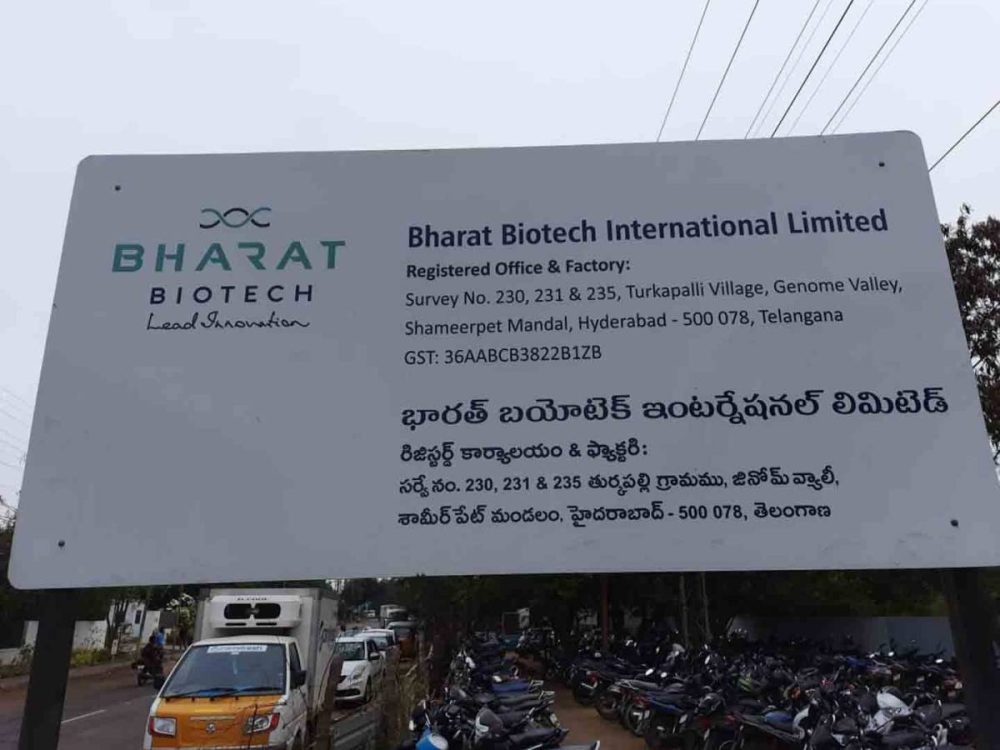 BHARAT
BIOTECH
Lead Innovation
Bharat Biotech International Limited
Registered Office & Factory:
Survey No. 230, 231 & 235, Turkapalli Village, Genome Valley,
Shameerpet Mandal, Hyderabad - 500 078, Telangana
GST: 36AABCB3822B1ZB
భారత్ బయోటెక్ ఇంటర్నేషనల్ లిమిటెడ్
రిజిస్టర్డ్ కార్యాలయం & ఫ్యాక్టరి:
సర్వే నం. 230, 231 & 235 తుర్కపల్లి గ్రామము, జినోమ్ వ్యాలీ,
శామీర్ పేట్ మండలం, హైదరాబాద్ - 500 078, తెలంగాణ